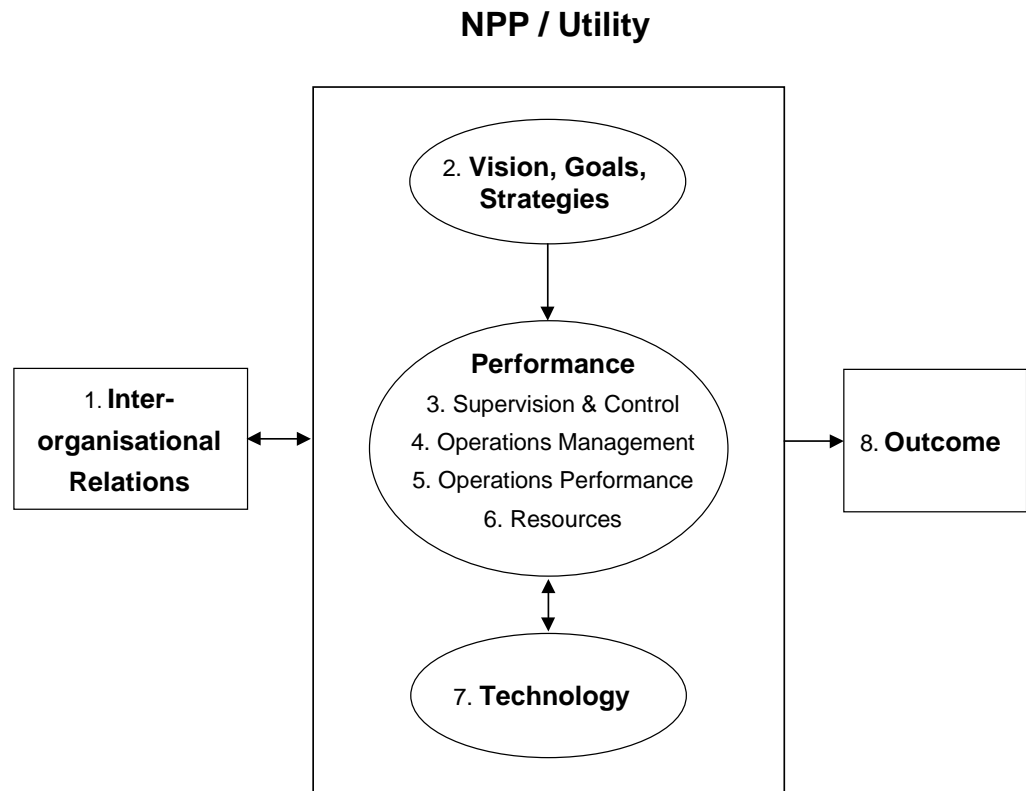 NPP / Utility
2. Vision, Goals,
Strategies
Performance
3. Supervision & Control
4. Operations Management
5. Operations Performance
6. Resources
1. Inter-
organisational
Relations
8. Outcome
7. Technology